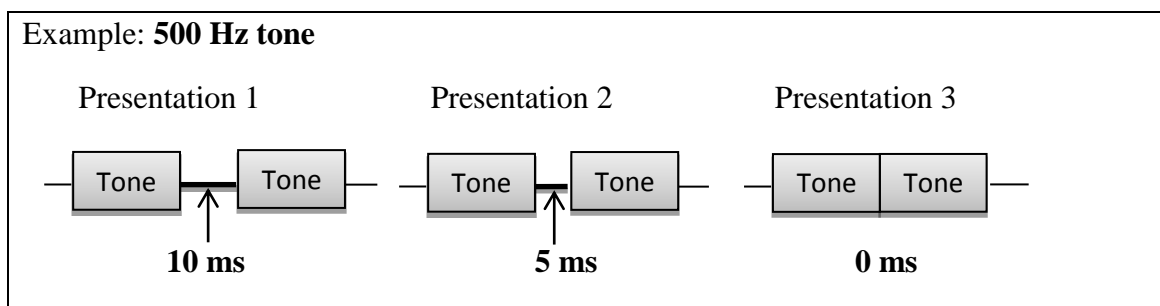 Example: 500 Hz tone
Presentation 1 Presentation 2 Presentation 3
Tone Tone Tone Tone Tone Tone
10 ms 5 ms 0 ms